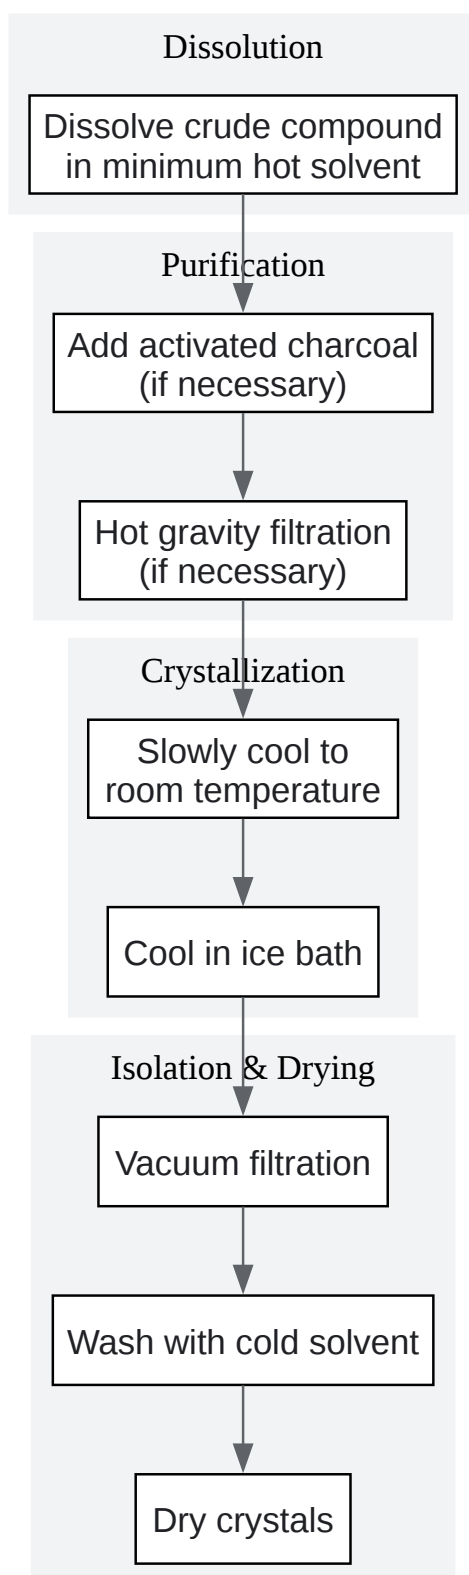 Dissolution
Dissolve crude compound
in minimum hot solvent
Purification
Add activated charcoal
(if necessary)
Hot gravity filtration
(if necessary)
Crystallization
Slowly cool to
room temperature
Cool in ice bath
Isolation & Drying
Vacuum filtration
Wash with cold solvent
Dry crystals